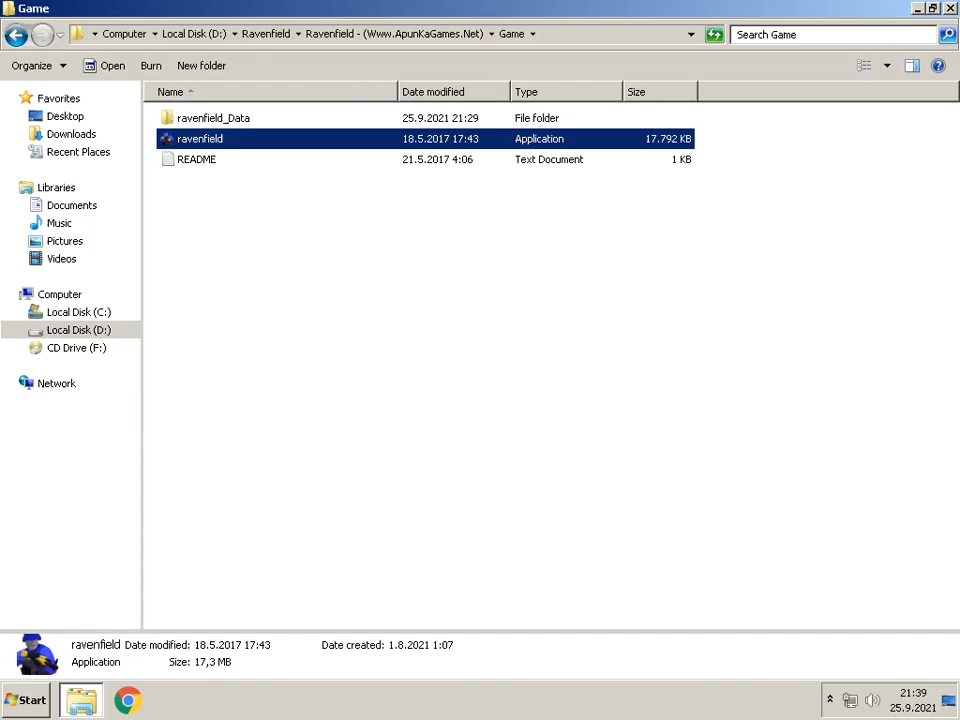 Game
Computer Local Disk (D:) Ravenfield Ravenfield - (Www.ApunKaGames.Net) Game Search Game
Organize Open Burn New folder
Name Date modified Type Size
Favorites
Desktop
Downloads
Recent Places
Libraries
Documents
Music
Pictures
Videos
Computer
Local Disk (C:)
Local Disk (D:)
CD Drive (F:)
Network
ravenfield_Data 25.9.2021 21:29 File folder
ravenfield 18.5.2017 17:43 Application 17.792 KB
README 21.5.2017 4:06 Text Document 1 KB
ravenfield Date modified: 18.5.2017 17:43 Date created: 1.8.2021 1:07
Application Size: 17,3 MB
Start 21:39
25.9.2021